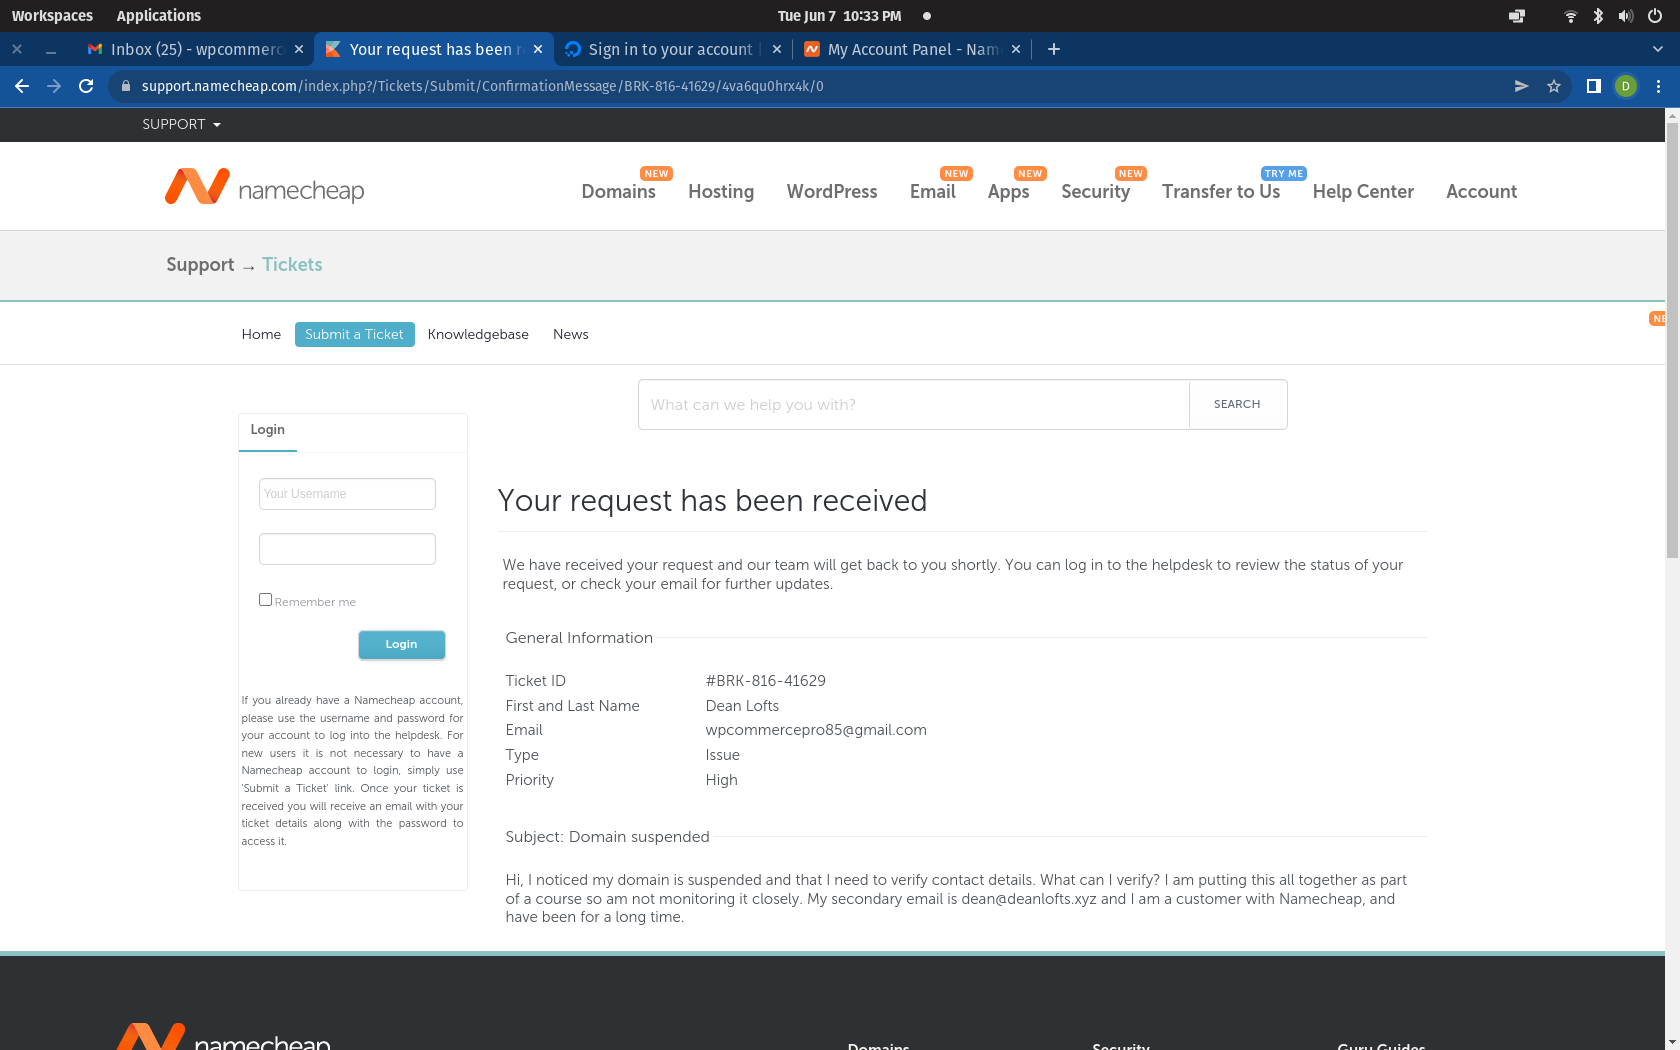 Workspaces Applications Tue Jun 7 10:33 PM
Inbox (25) - wpcommerc Your request has been r Sign in to your account | My Account Panel - Nam
support.namecheap.com/index.php?/Tickets/Submit/ConfirmationMessage/BRK-816-41629/4va6qu0hrx4k/0 D
SUPPORT
NEW NEW NEW NEW TRY ME
namecheap Domains Hosting WordPress Email Apps Security Transfer to Us Help Center Account
Support → Tickets
Home Submit a Ticket Knowledgebase News
NE
What can we help you with? SEARCH
Login
Your Username
Remember me
Login
If you already have a Namecheap account,
please use the username and password for
your account to log into the helpdesk. For
new users it is not necessary to have a
Namecheap account to login, simply use
'Submit a Ticket' link. Once your ticket is
received you will receive an email with your
ticket details along with the password to
access it.
Your request has been received
We have received your request and our team will get back to you shortly. You can log in to the helpdesk to review the status of your
request, or check your email for further updates.
General Information
Ticket ID #BRK-816-41629
First and Last Name Dean Lofts
Email wpcommercepro85@gmail.com
Type Issue
Priority High
Subject: Domain suspended
Hi, I noticed my domain is suspended and that I need to verify contact details. What can I verify? I am putting this all together as part
of a course so am not monitoring it closely. My secondary email is dean@deanlofts.xyz and I am a customer with Namecheap, and
have been for a long time.
namecheap Domains Security Guru Guides